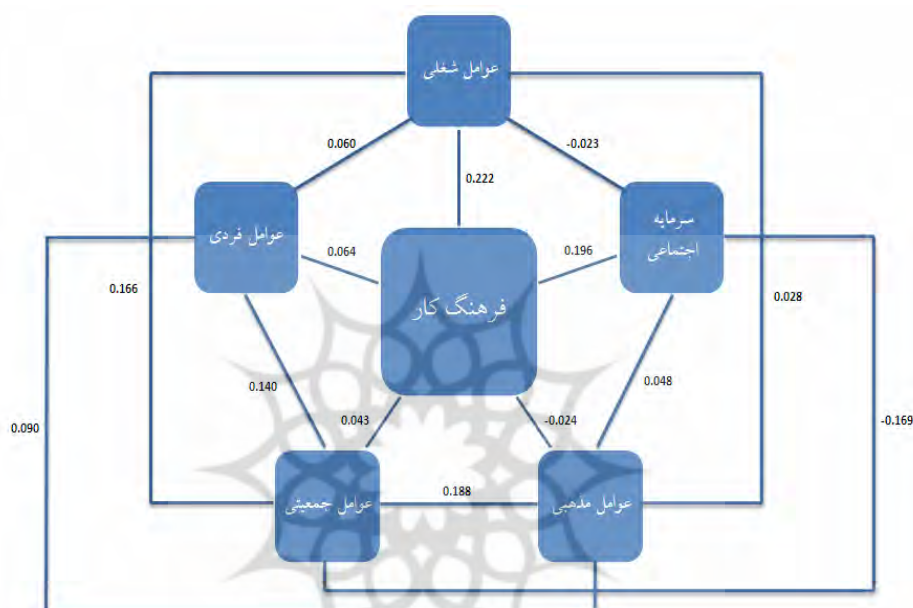 عوامل شغلی
0.060
-0.023
0.222
سرمایه
اجتماعی
عوامل فردی
0.064
0.196
فرهنگ کار
0.166
0.028
0.140
0.048
0.090
0.043
-0.024
-0.169
0.188
عوامل مذهبی
عوامل جمعیتی